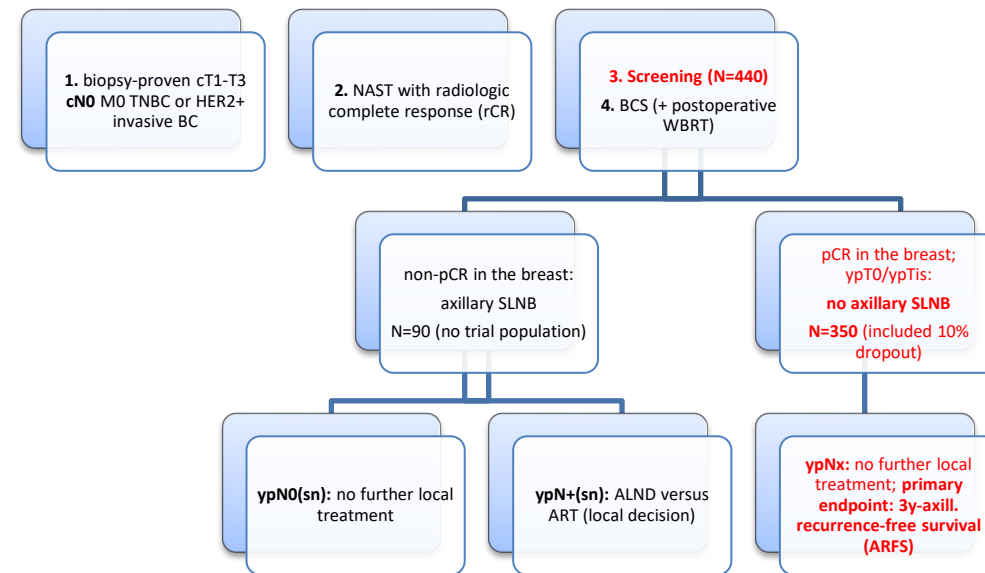 1. biopsy-proven cT1-T3
cN0 M0 TNBC or HER2+
invasive BC
2. NAST with radiologic
complete response (rCR)
3. Screening (N=440)
4. BCS (+ postoperative
WBRT)
non-pCR in the breast:
axillary SLNB
N=90 (no trial population)
pCR in the breast;
ypT0/ypTis:
no axillary SLNB
N=350 (included 10%
dropout)
ypN0(sn): no further local
treatment
ypN+(sn): ALND versus
ART (local decision)
ypNx: no further local
treatment; primary
endpoint: 3y-axill.
recurrence-free survival
(ARFS)